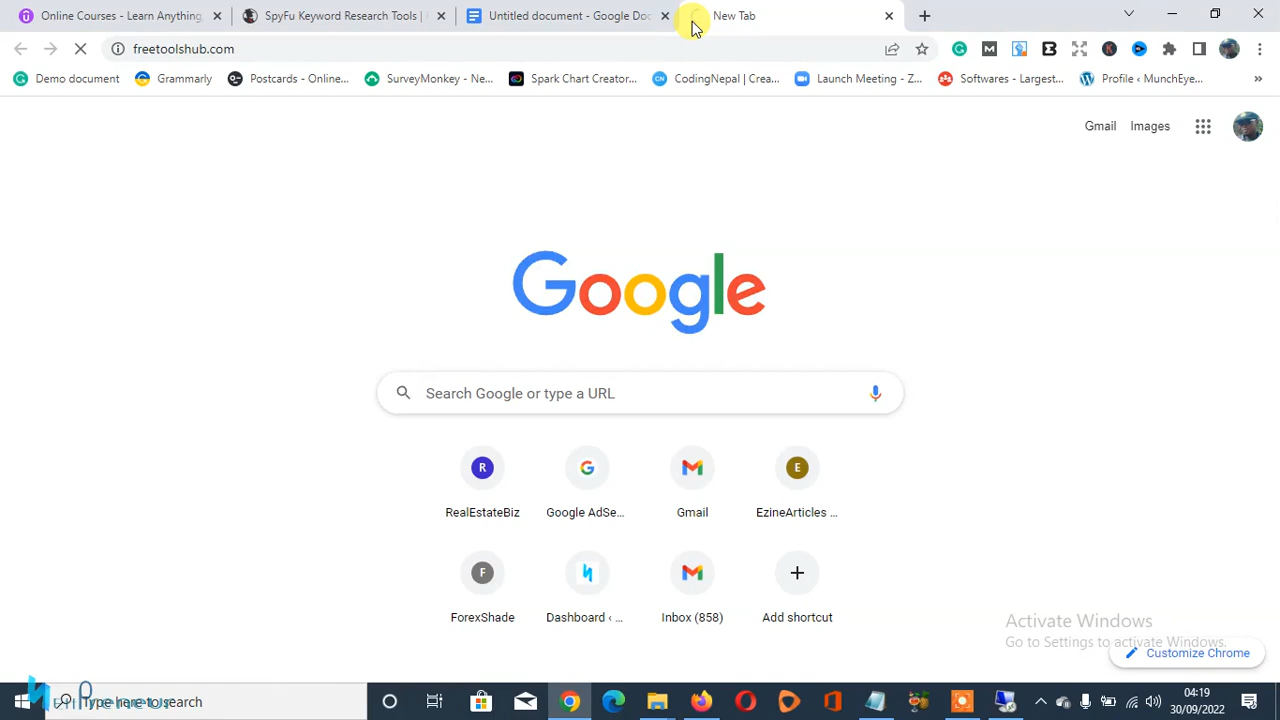 Online Courses - Learn Anything,
SpyFu Keyword Research Tools |
Untitled document - Google Doc
New Tab
freetoolshub.com
Demo document
Grammarly
Postcards - Online...
SurveyMonkey - Ne...
Spark Chart Creator...
CodingNepal | Crea...
Launch Meeting - Z...
Softwares - Largest...
Profile ‹ MunchEye...
»
Gmail
Images
Google
Search Google or type a URL
R
G
E
RealEstateBiz
Google AdSe...
Gmail
EzineArticles ...
F
ForexShade
Dashboard ‹ ...
Inbox (858)
Add shortcut
Activate Windows
Go to Settings to activate Windows.
Customize Chrome
Type here to search
04:19
30/09/2022